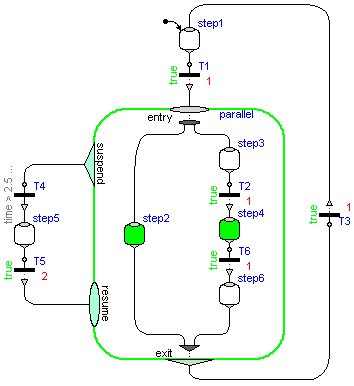 step1
T1
true
1
entry
parallel
suspend
step3
T4
T2
true
1
time > 2.5 ...
step5
step2
step4
T3
true
1
T5
true
2
T6
true
1
step6
resume
exit